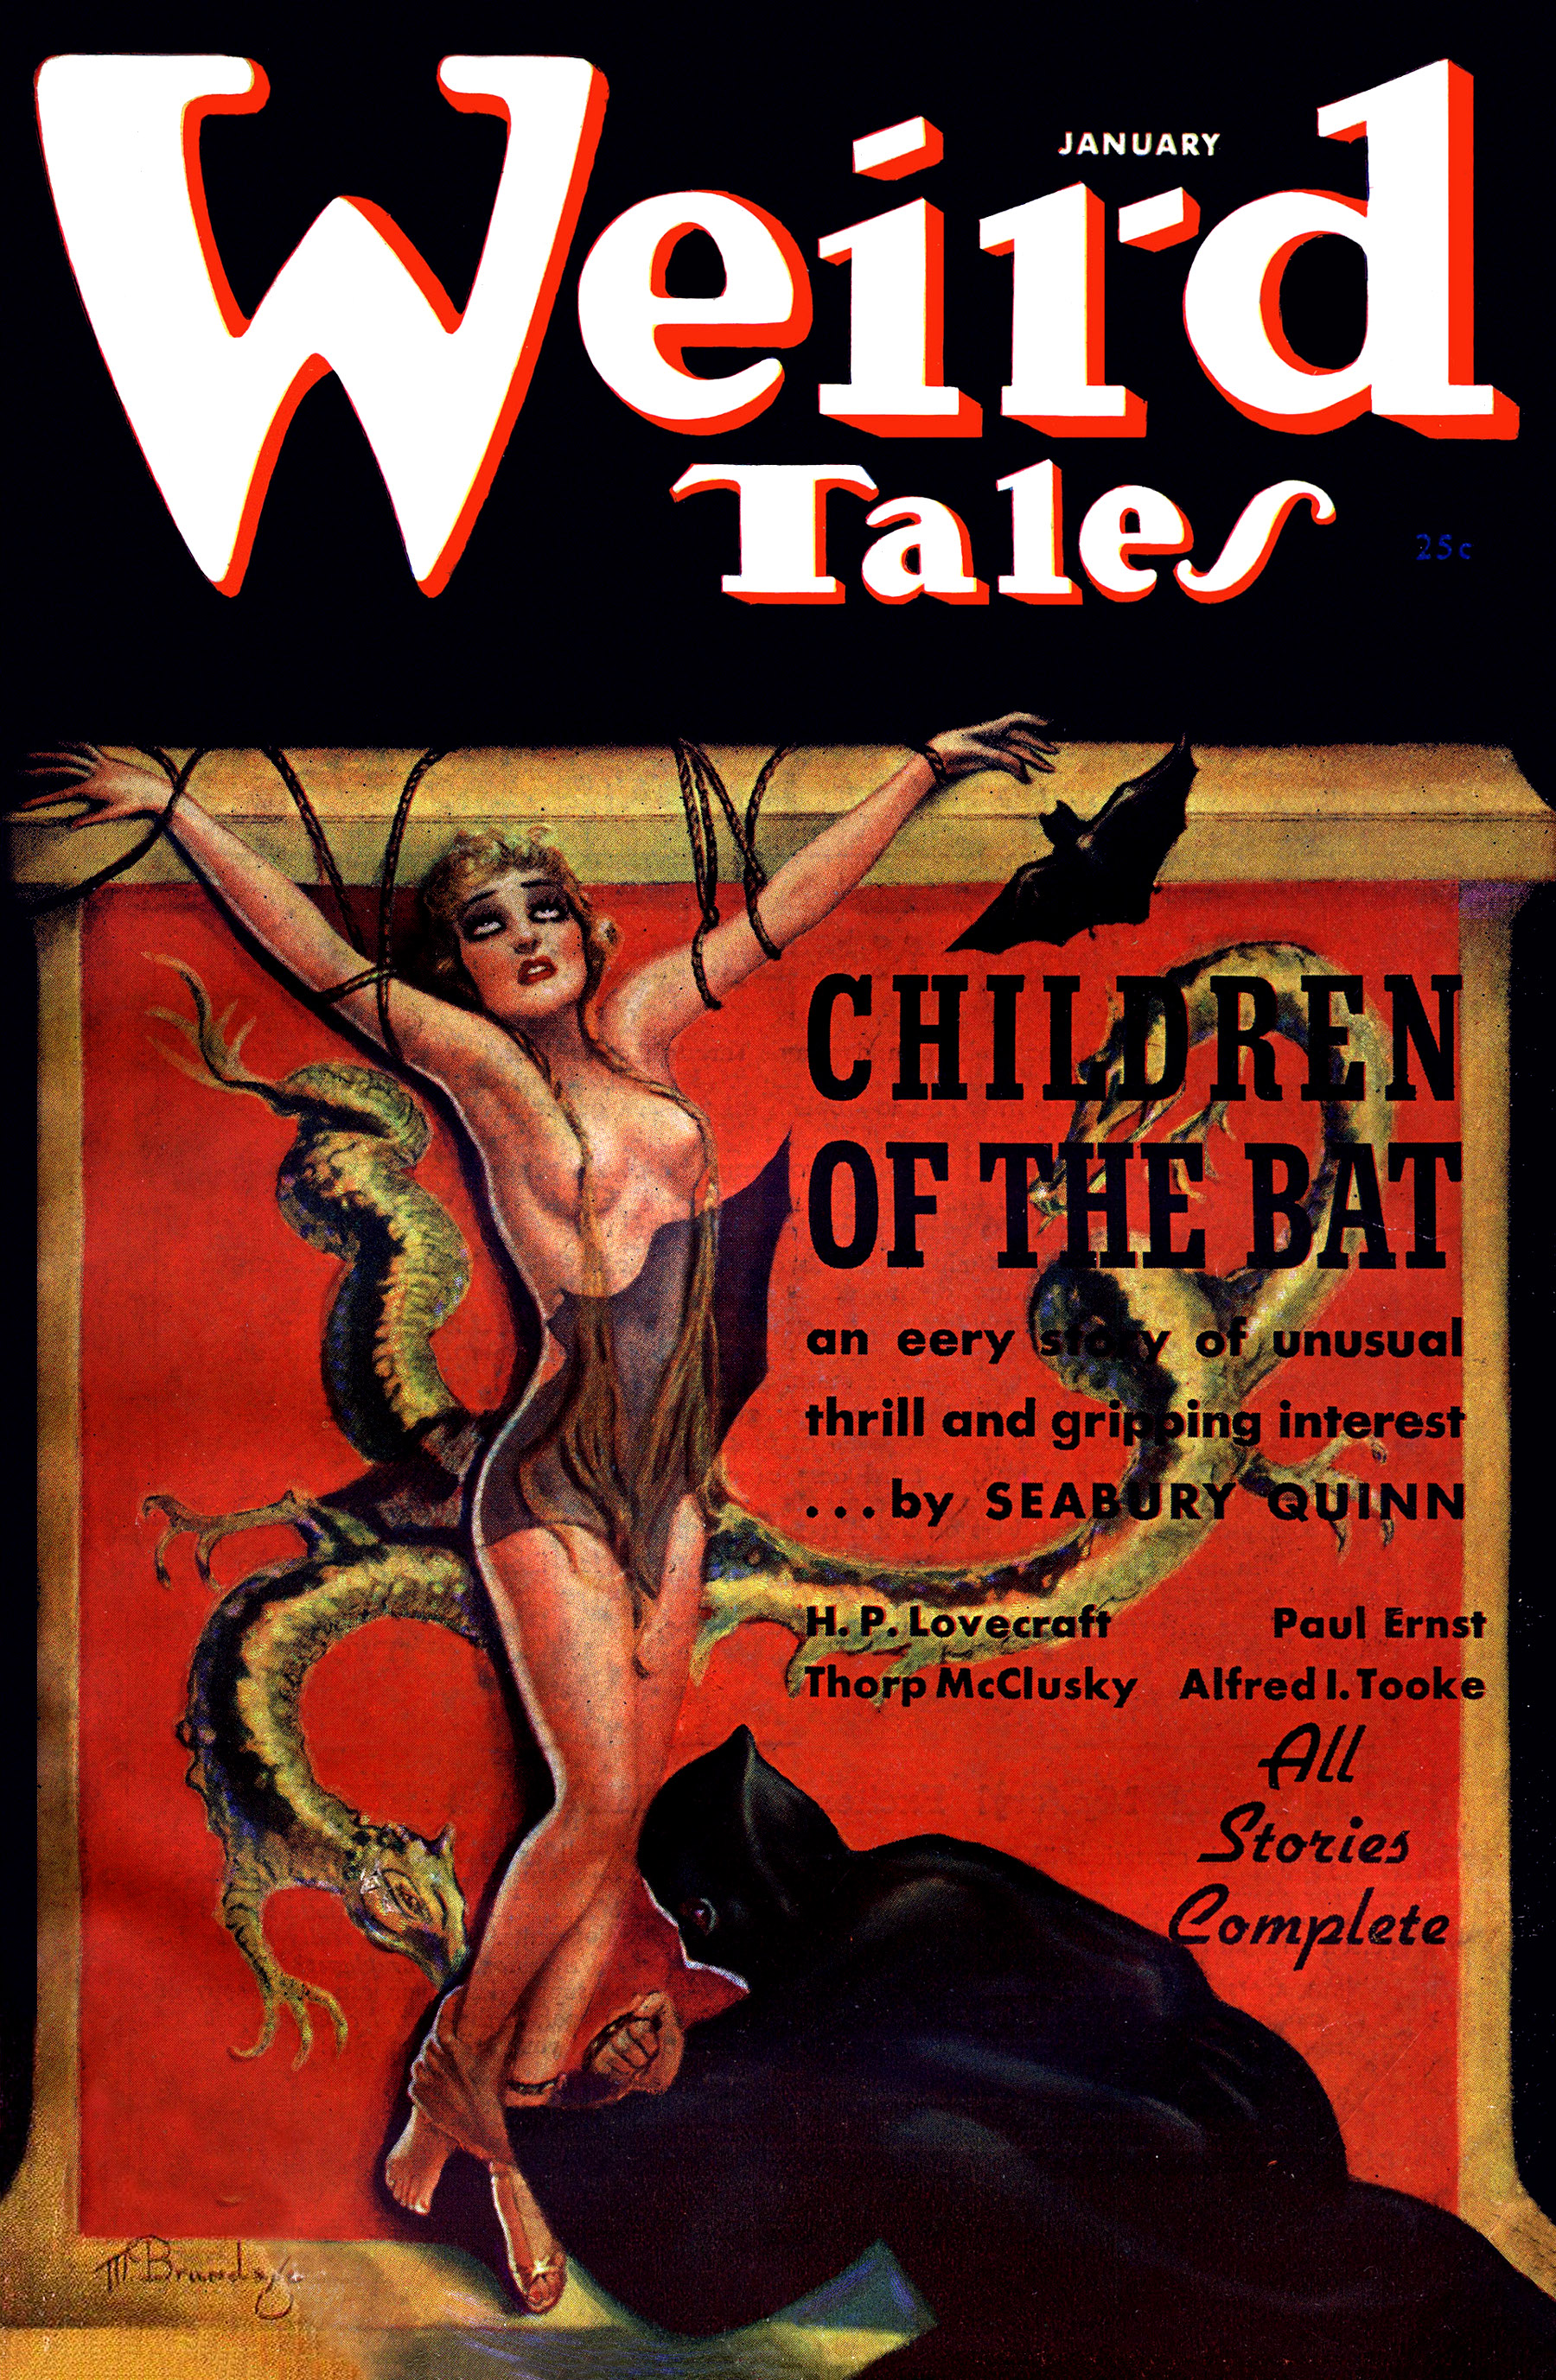 JANUARY
Weird
Tales
25c
CHILDREN
OF THE BAT
an eery story of unusual
thrill and gripping interest
...by SEABURY QUINN
H. P. Lovecraft Paul Ernst
Thorp McClusky Alfred I. Tooke
All
Stories
Complete
M Brundage